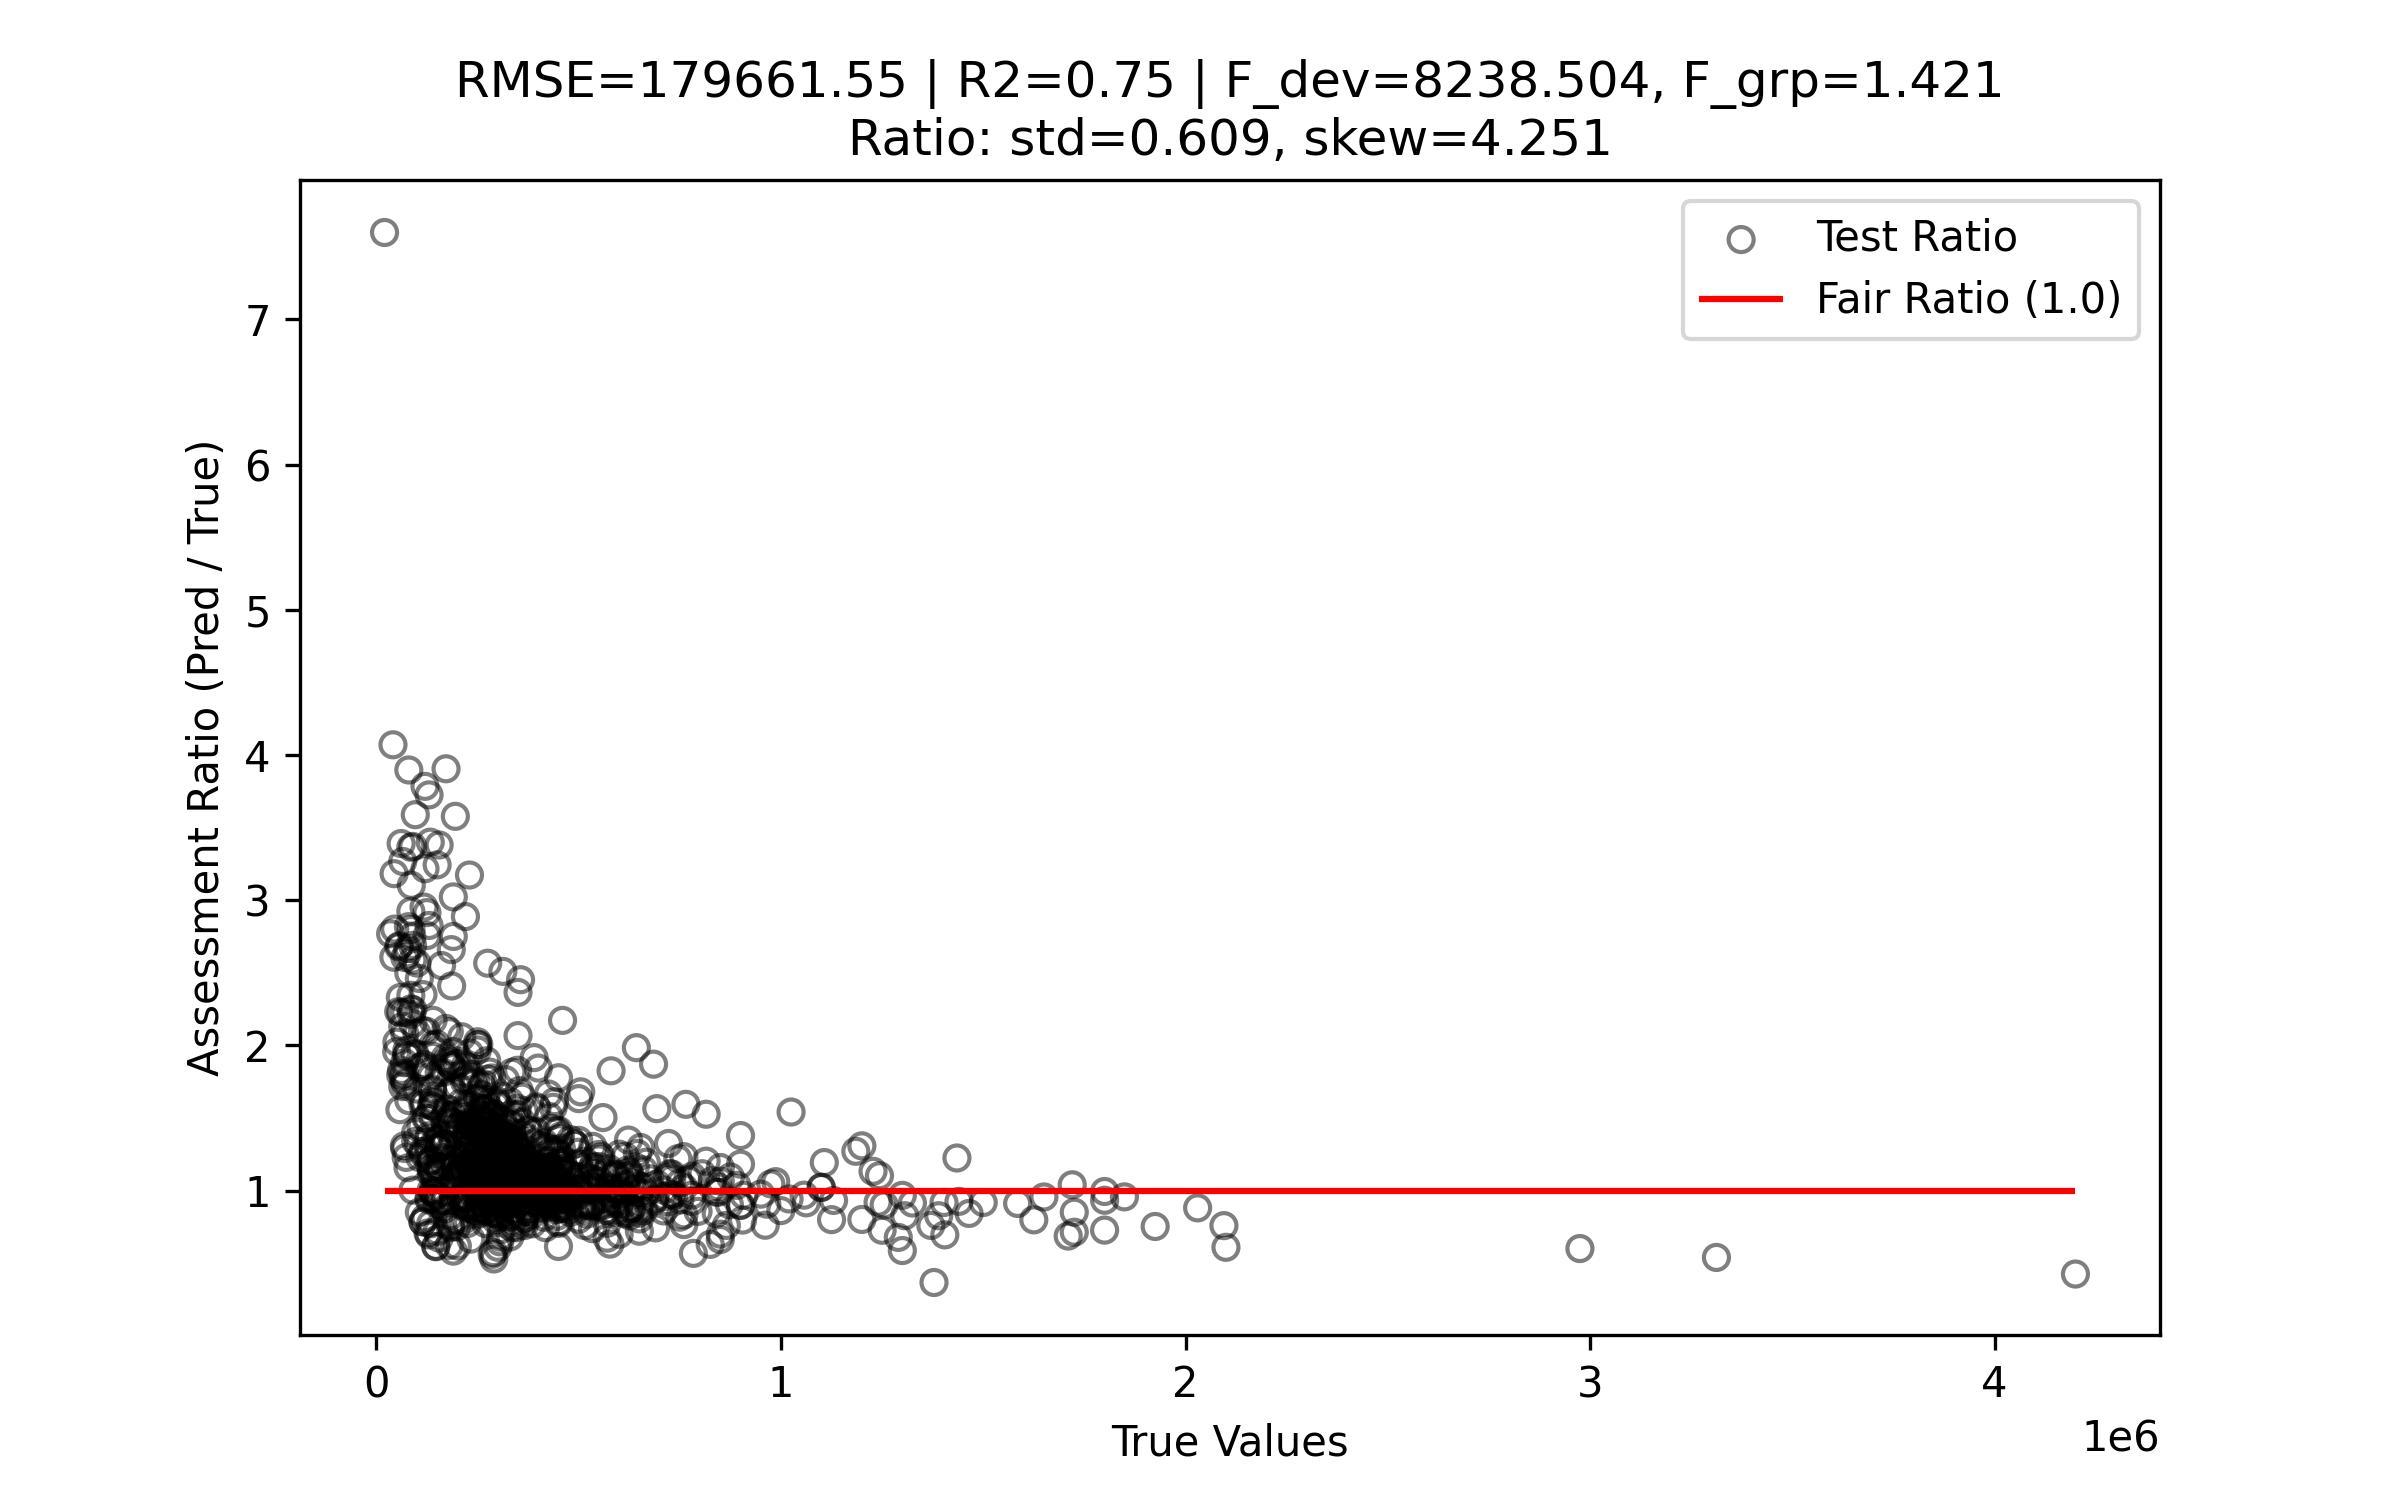 RMSE=179661.55 | R2=0.75 | F_dev=8238.504, F_grp=1.421
Ratio: std=0.609, skew=4.251
Test Ratio
Fair Ratio (1.0)
Assessment Ratio (Pred / True)
7
6
5
4
3
2
1
0 1 2 3 4
1e6
True Values